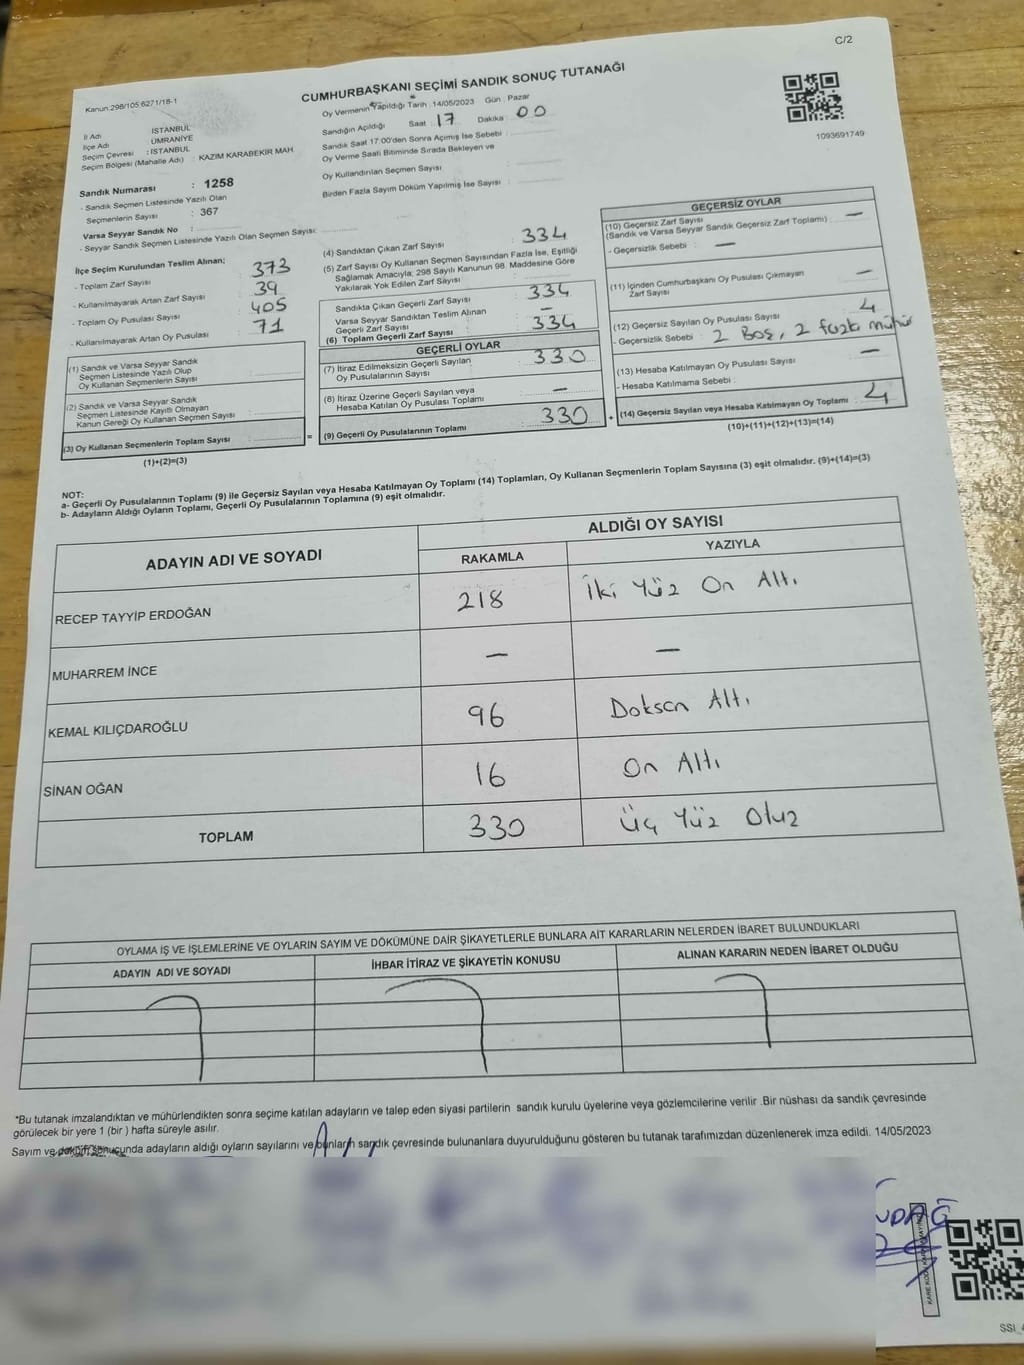 C/2
Kanun:298/105;6271/18-1
CUMHURBAŞKANI SEÇİMİ SANDIK SONUÇ TUTANAĞI
Oy Vermenin Yapıldığı Tarih : 14/05/2023 Gün : Pazar
Sandığın Açıldığı Saat : 17 Dakika : 00
Sandık Saat 17:00'den Sonra Açımış İse Sebebi :
Oy Verme Saati Bitiminde Sırada Bekleyen ve
Oy Kullandırılan Seçmen Sayısı :
Birden Fazla Sayım Döküm Yapılmış İse Sayısı :
1093691749
İl Adı : İSTANBUL
İlçe Adı : ÜMRANİYE
Seçim Çevresi : İSTANBUL
Seçim Bölgesi (Mahalle Adı) : KAZIM KARABEKİR MAH.
Sandık Numarası : 1258
- Sandık Seçmen Listesinde Yazılı Olan
Seçmenlerin Sayısı : 367
Varsa Seyyar Sandık No :
- Seyyar Sandık Seçmen Listesinde Yazılı Olan Seçmen Sayısı:
İlçe Seçim Kurulundan Teslim Alınan;
- Toplam Zarf Sayısı : 373
- Kullanılmayarak Artan Zarf Sayısı : 39
- Toplam Oy Pusulası Sayısı : 405
- Kullanılmayarak Artan Oy Pusulası : 71
(1) Sandık ve Varsa Seyyar Sandık
Seçmen Listesinde Yazılı Olup
Oy Kullanan Seçmenlerin Sayısı :
(2) Sandık ve Varsa Seyyar Sandık
Seçmen Listesinde Kayıtlı Olmayan
Kanun Gereği Oy Kullanan Seçmen Sayısı :
(3) Oy Kullanan Seçmenlerin Toplam Sayısı :
(1)+(2)=(3)
=
(4) Sandıktan Çıkan Zarf Sayısı : 334
(5) Zarf Sayısı Oy Kullanan Seçmen Sayısından Fazla İse, Eşitliği
Sağlamak Amacıyla; 298 Sayılı Kanunun 98. Maddesine Göre
Yakılarak Yok Edilen Zarf Sayısı :
Sandıkta Çıkan Geçerli Zarf Sayısı : 334
Varsa Seyyar Sandıktan Teslim Alınan
Geçerli Zarf Sayısı : —
(6) Toplam Geçerli Zarf Sayısı : 334
GEÇERLİ OYLAR
(7) İtiraz Edilmeksizin Geçerli Sayılan
Oy Pusulalarının Sayısı : 330
(8) İtiraz Üzerine Geçerli Sayılan veya
Hesaba Katılan Oy Pusulası Toplamı : —
(9) Geçerli Oy Pusulalarının Toplamı : 330
+
GEÇERSİZ OYLAR
(10) Geçersiz Zarf Sayısı
(Sandık ve Varsa Seyyar Sandık Geçersiz Zarf Toplamı) : —
- Geçersizlik Sebebi : —
(11) İçinden Cumhurbaşkanı Oy Pusulası Çıkmayan
Zarf Sayısı : —
(12) Geçersiz Sayılan Oy Pusulası Sayısı : 4
- Geçersizlik Sebebi : 2 Boş, 2 fazla mühür
(13) Hesaba Katılmayan Oy Pusulası Sayısı : —
- Hesaba Katılmama Sebebi :
(14) Geçersiz Sayılan veya Hesaba Katılmayan Oy Toplamı : 4
(10)+(11)+(12)+(13)=(14)
NOT:
a- Geçerli Oy Pusulalarının Toplamı (9) ile Geçersiz Sayılan veya Hesaba Katılmayan Oy Toplamı (14) Toplamları, Oy Kullanan Seçmenlerin Toplam Sayısına (3) eşit olmalıdır. (9)+(14)=(3)
b- Adayların Aldığı Oyların Toplamı, Geçerli Oy Pusulalarının Toplamına (9) eşit olmalıdır.
ADAYIN ADI VE SOYADI ALDIĞI OY SAYISI
RAKAMLA YAZIYLA
RECEP TAYYİP ERDOĞAN 218 İki Yüz On Altı
MUHARREM İNCE — —
KEMAL KILIÇDAROĞLU 96 Doksan Altı
SİNAN OĞAN 16 On Altı
TOPLAM 330 Üç Yüz Otuz
OYLAMA İŞ VE İŞLEMLERİNE VE OYLARIN SAYIM VE DÖKÜMÜNE DAİR ŞİKAYETLERLE BUNLARA AİT KARARLARIN NELERDEN İBARET BULUNDUKLARI
ADAYIN ADI VE SOYADI İHBAR İTİRAZ VE ŞİKAYETİN KONUSU ALINAN KARARIN NEDEN İBARET OLDUĞU
*Bu tutanak imzalandıktan ve mühürlendikten sonra seçime katılan adayların ve talep eden siyasi partilerin sandık kurulu üyelerine veya gözlemcilerine verilir .Bir nüshası da sandık çevresinde
görülecek bir yere 1 (bir ) hafta süreyle asılır.
Sayım ve döküm sonucunda adayların aldığı oyların sayılarını ve bunların sandık çevresinde bulunanlara duyurulduğunu gösteren bu tutanak tarafımızdan düzenlenerek imza edildi. 14/05/2023